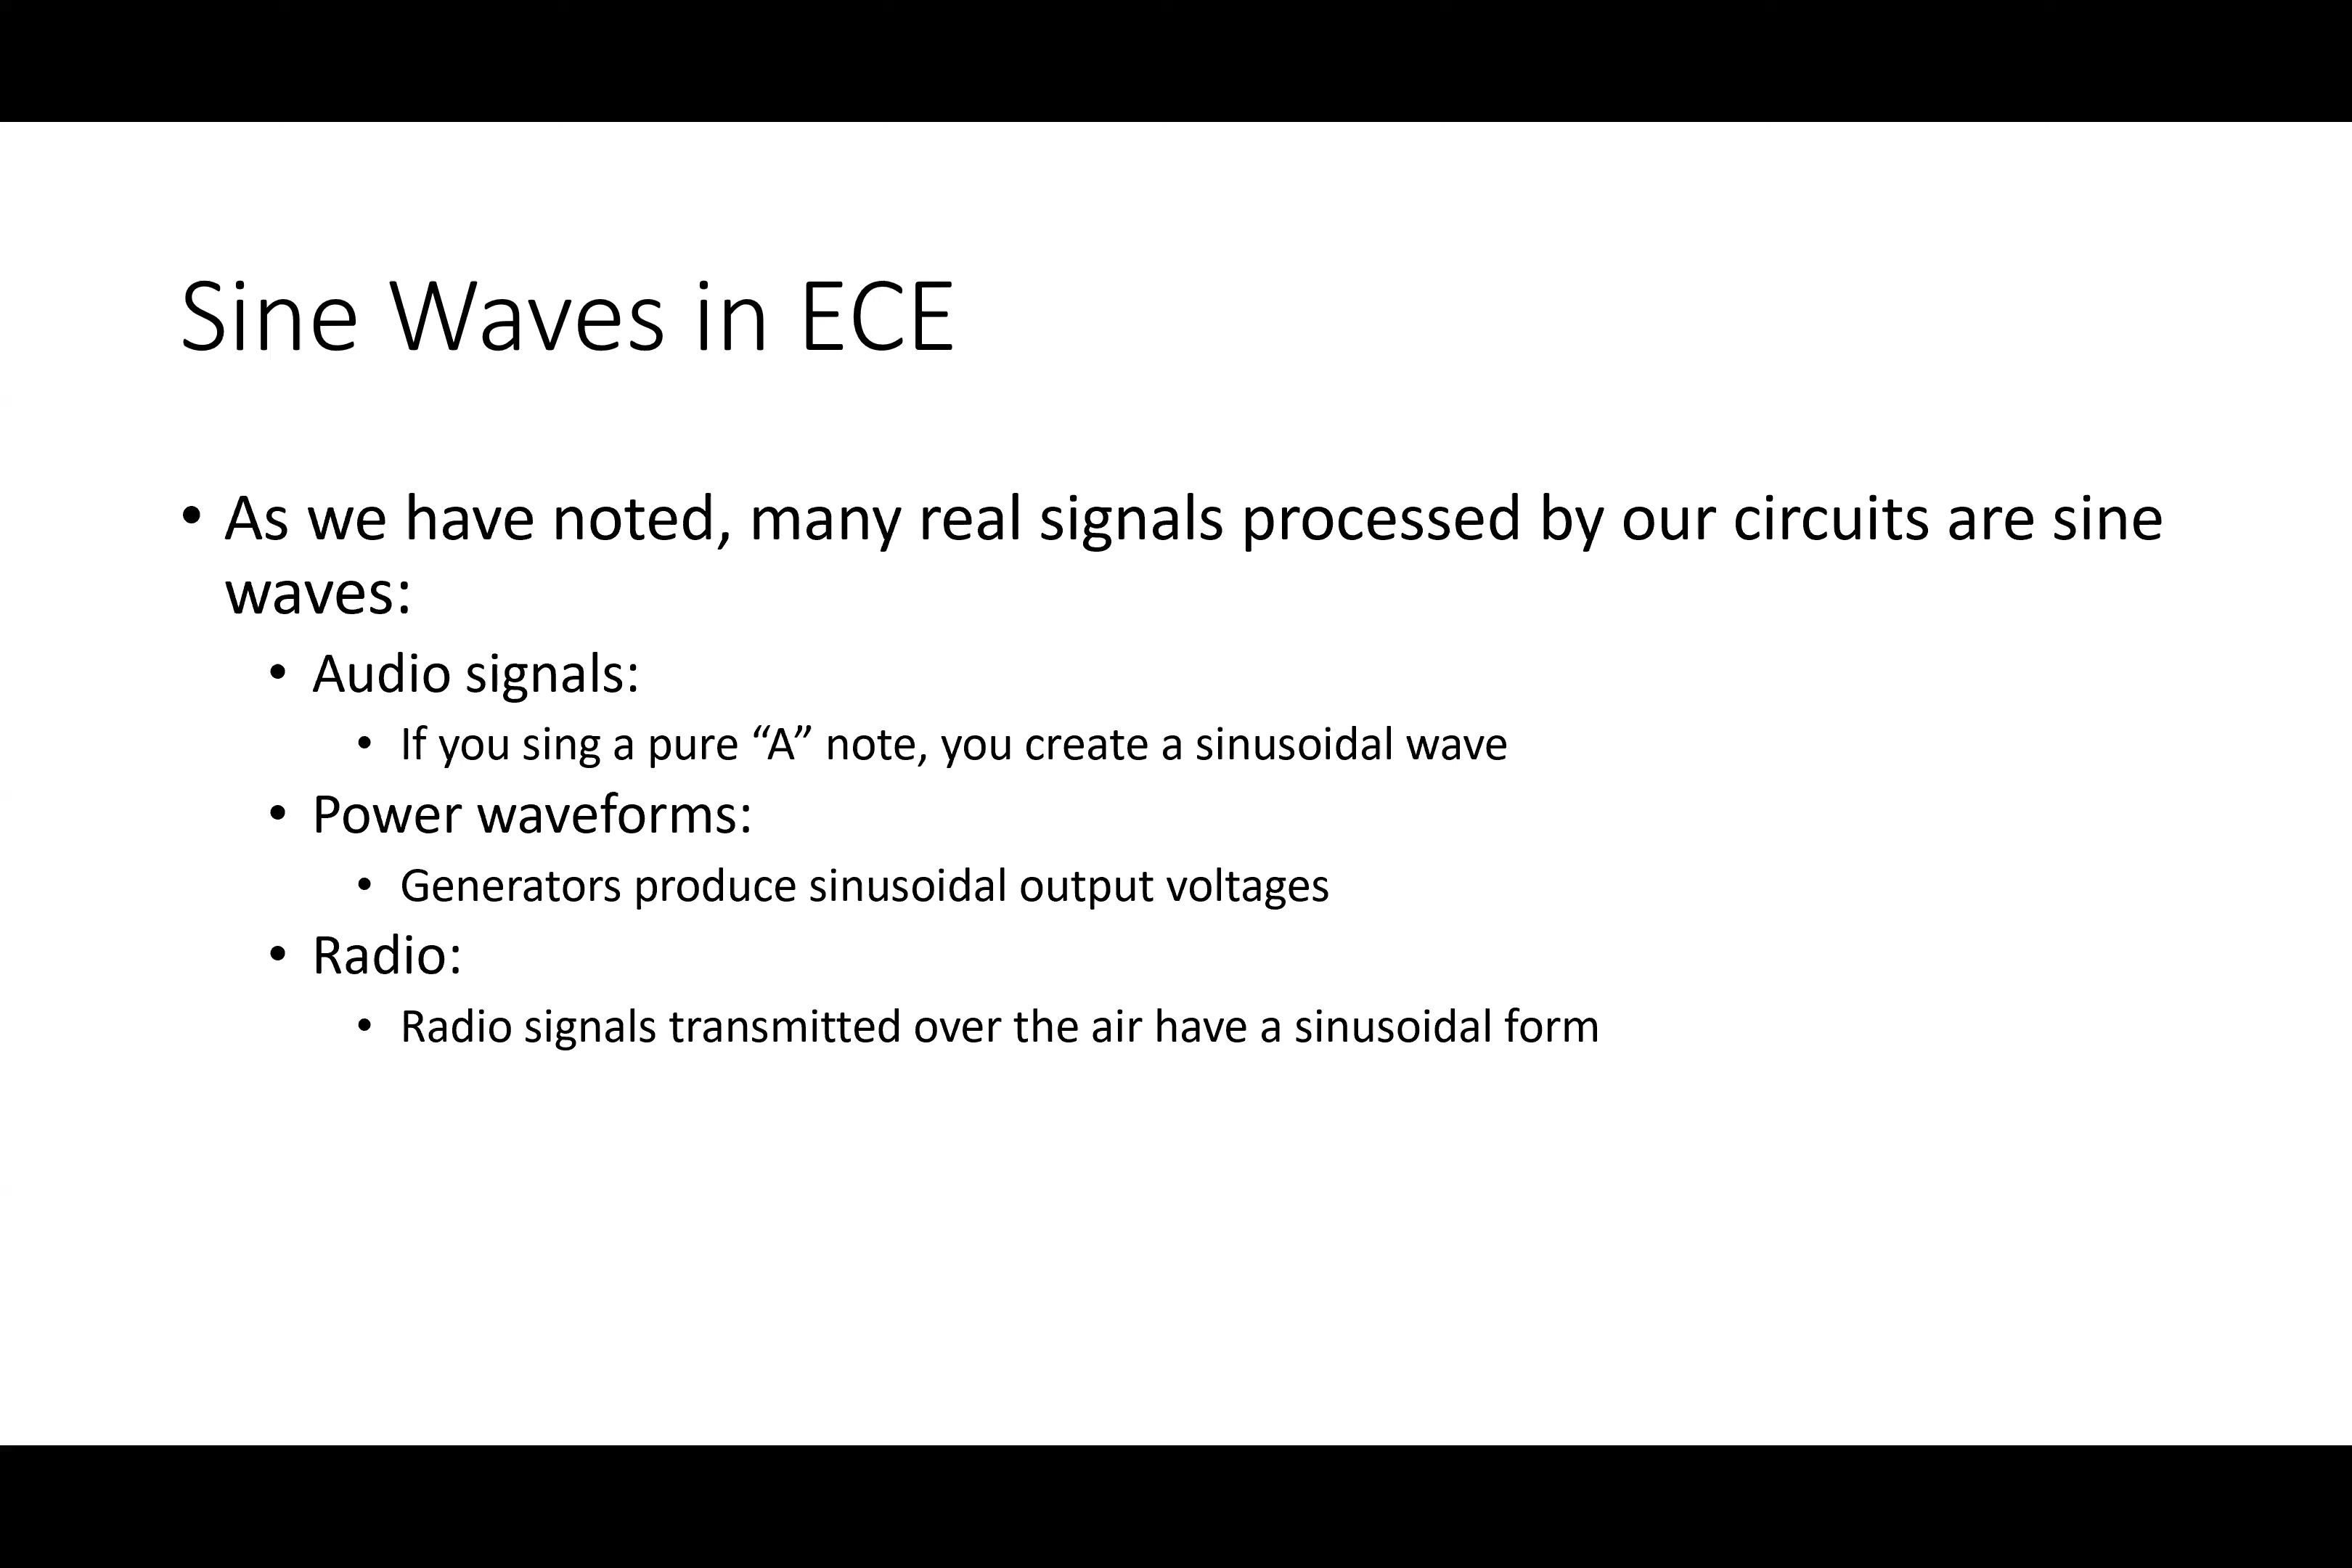 Sine Waves in ECE
• As we have noted, many real signals processed by our circuits are sine
waves:
• Audio signals:
• If you sing a pure “A” note, you create a sinusoidal wave
• Power waveforms:
• Generators produce sinusoidal output voltages
• Radio:
• Radio signals transmitted over the air have a sinusoidal form